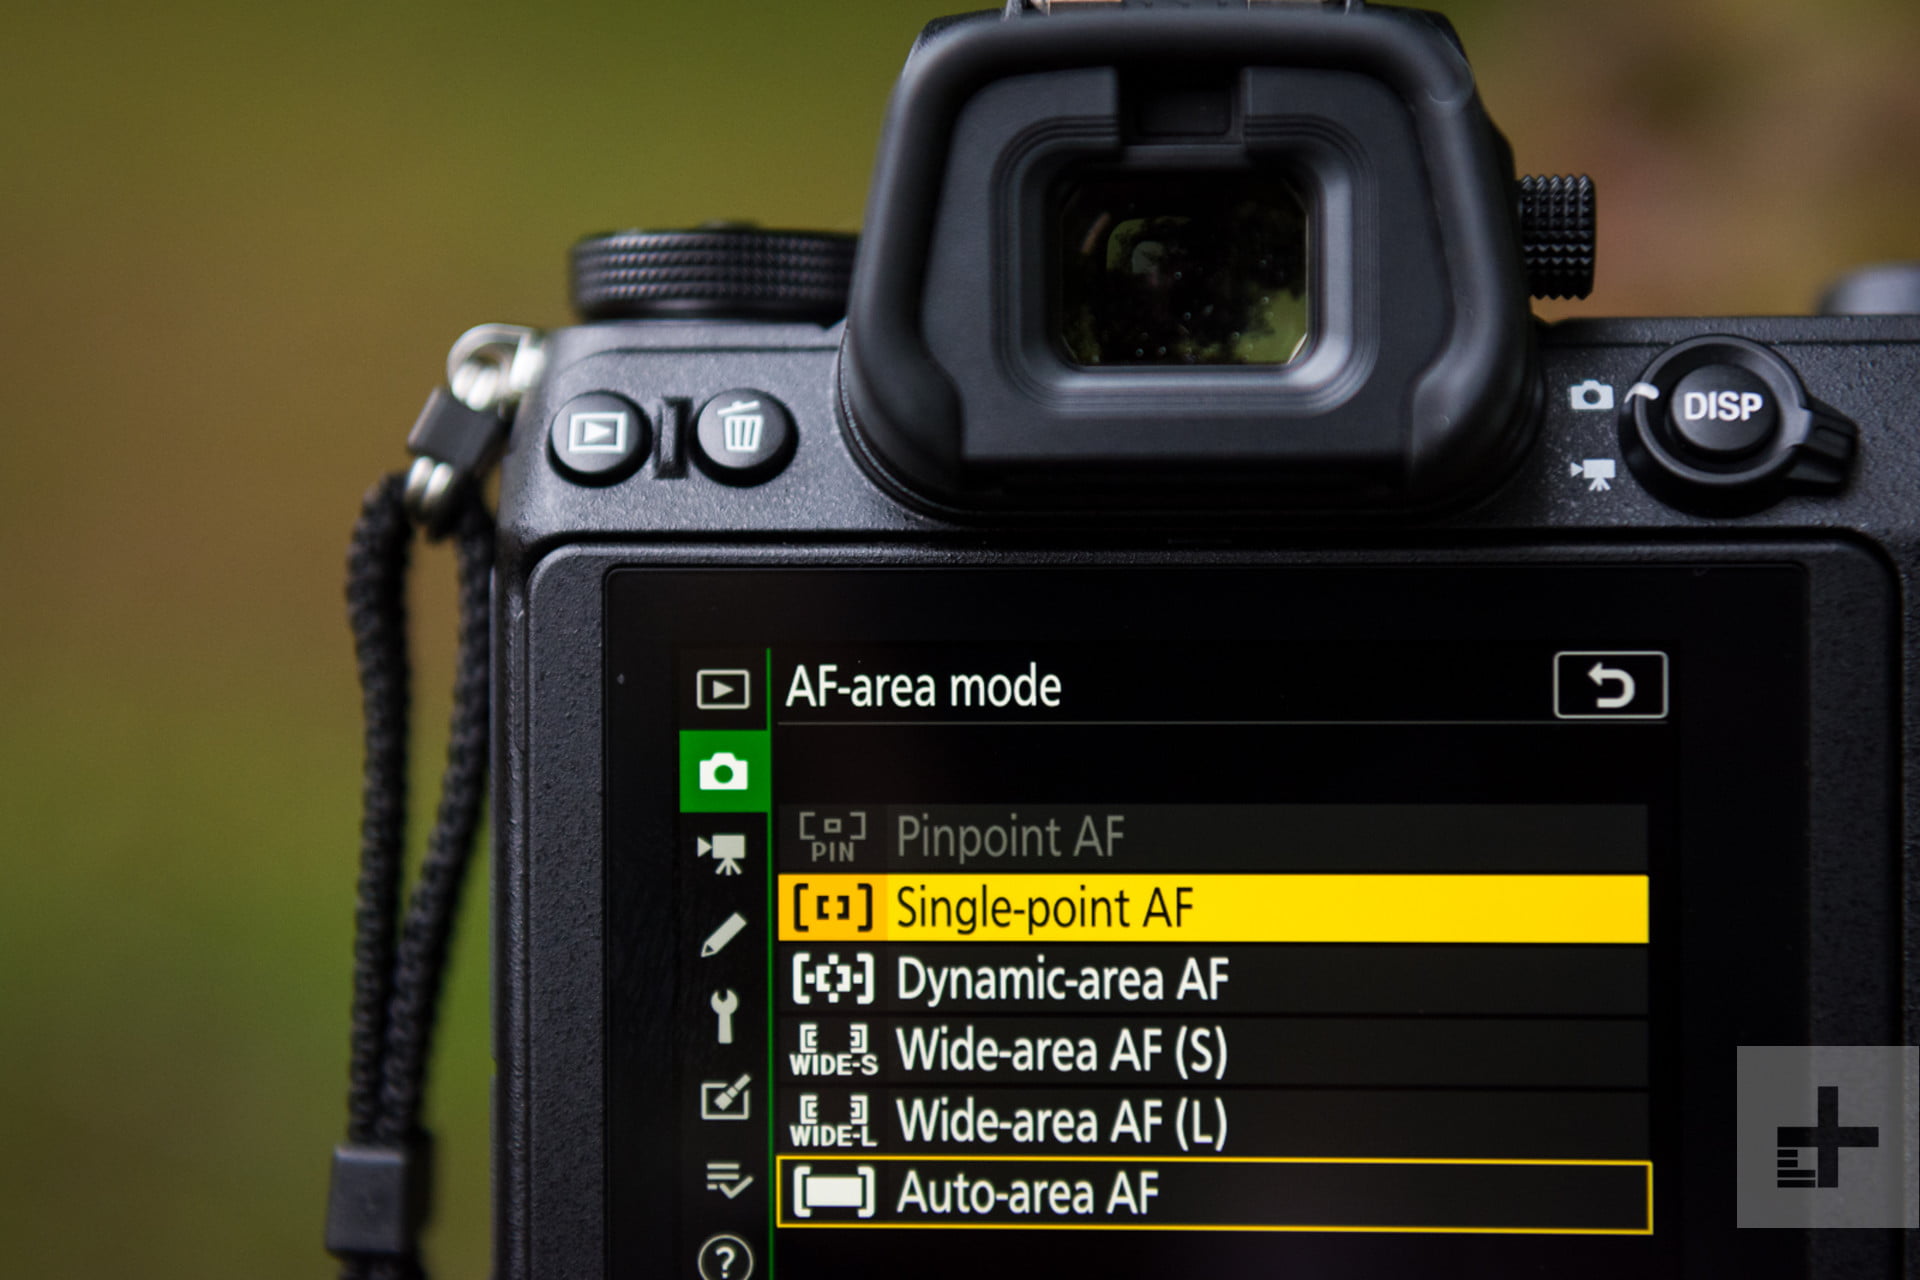 DISP
AF-area mode
PIN Pinpoint AF
Single-point AF
Dynamic-area AF
WIDE-S Wide-area AF (S)
WIDE-L Wide-area AF (L)
Auto-area AF
?